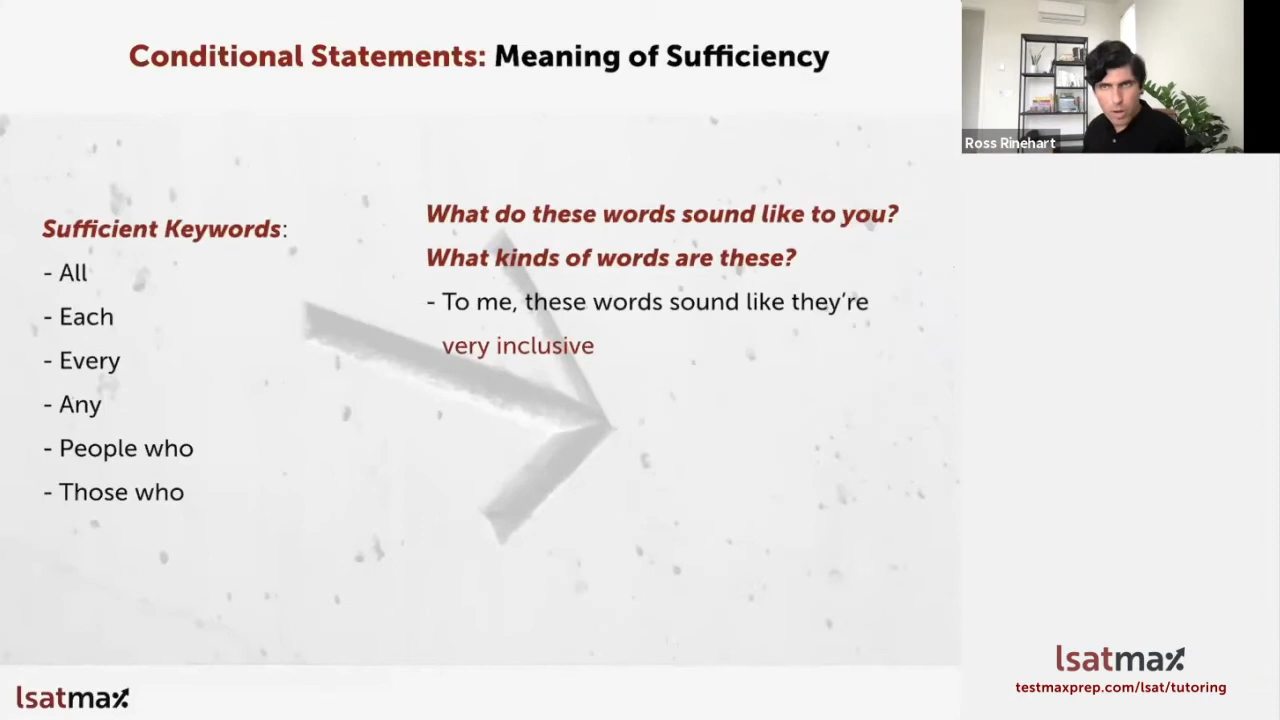 Conditional Statements: Meaning of Sufficiency
Ross Rinehart
Sufficient Keywords:
- All
- Each
- Every
- Any
- People who
- Those who
What do these words sound like to you?
What kinds of words are these?
- To me, these words sound like they’re
very inclusive
lsatmax
testmaxprep.com/lsat/tutoring
lsatmax